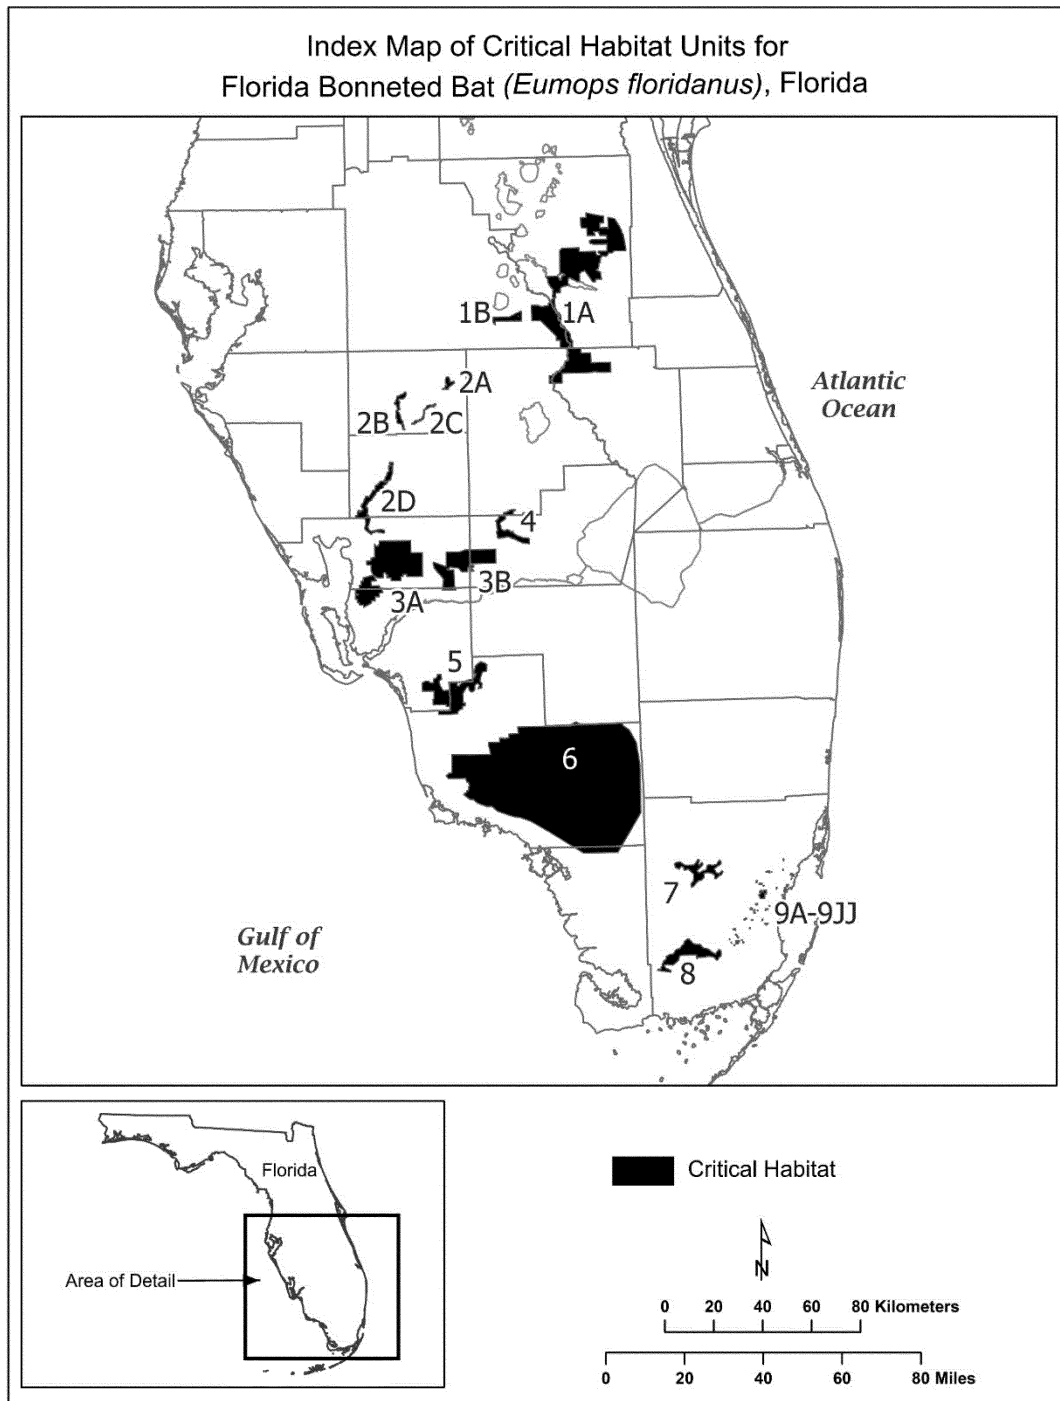 Index Map of Critical Habitat Units for
Florida Bonneted Bat (Eumops floridanus), Florida
1B
1A
2A
2B
2C
Atlantic
Ocean
2D
4
3B
3A
5
6
7
9A-9JJ
Gulf of
Mexico
8
Florida
Area of Detail
Critical Habitat
N
0 20 40 60 80 Kilometers
0 20 40 60 80 Miles